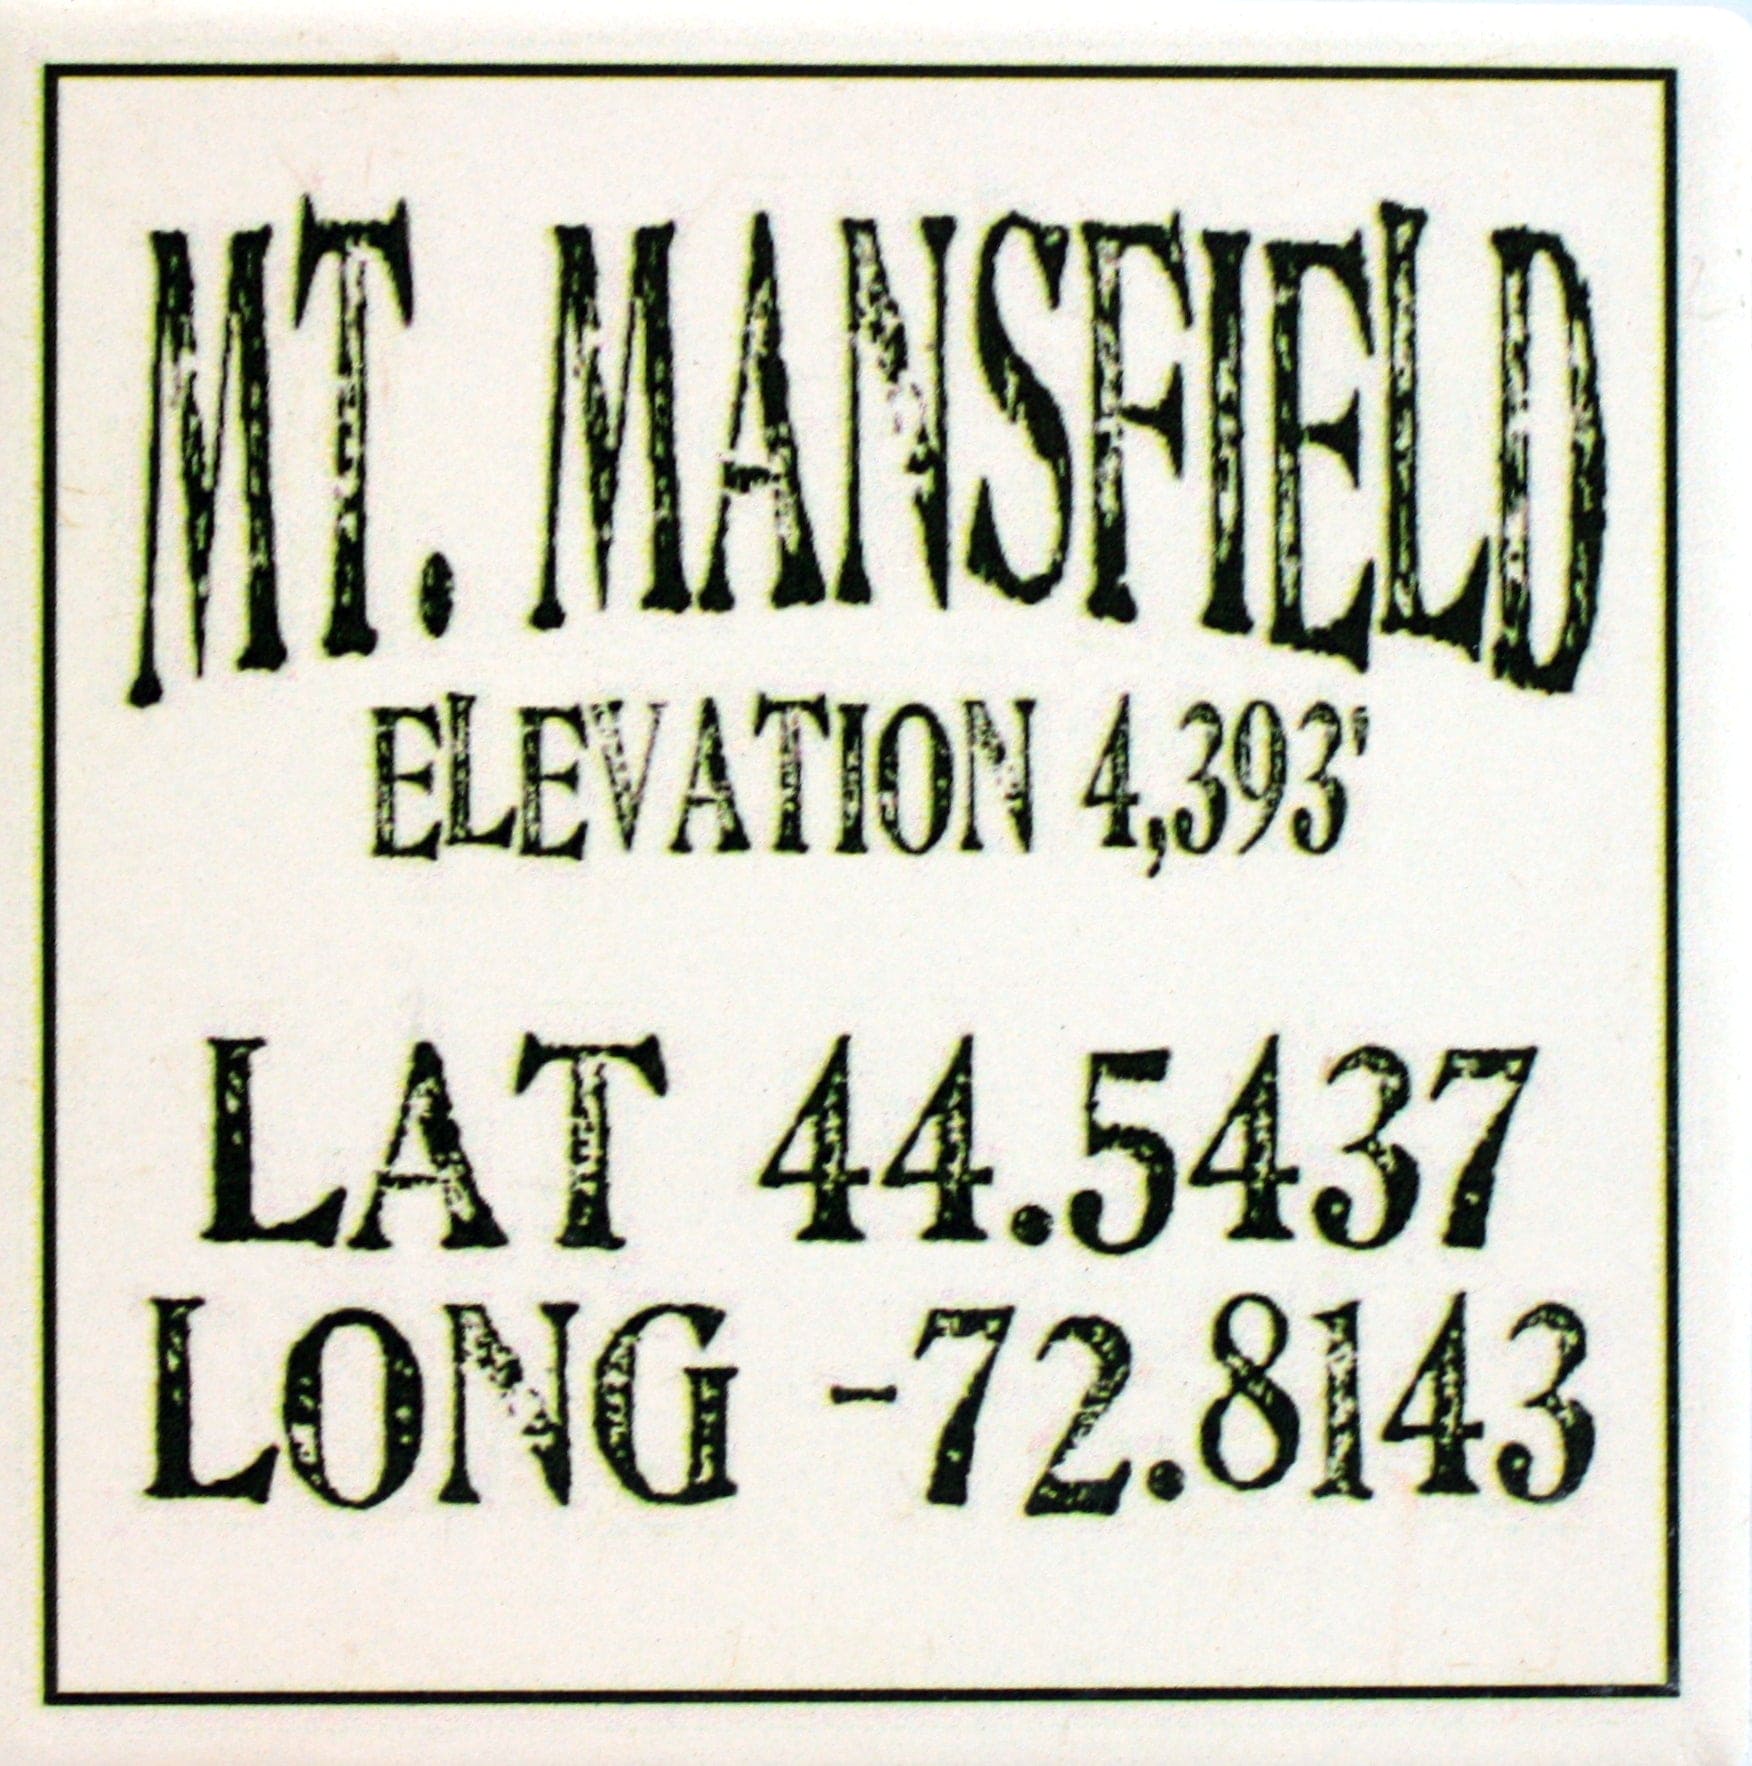 MT. MANSFIELD
ELEVATION 4,393'
LAT 44.5437
LONG -72.8143